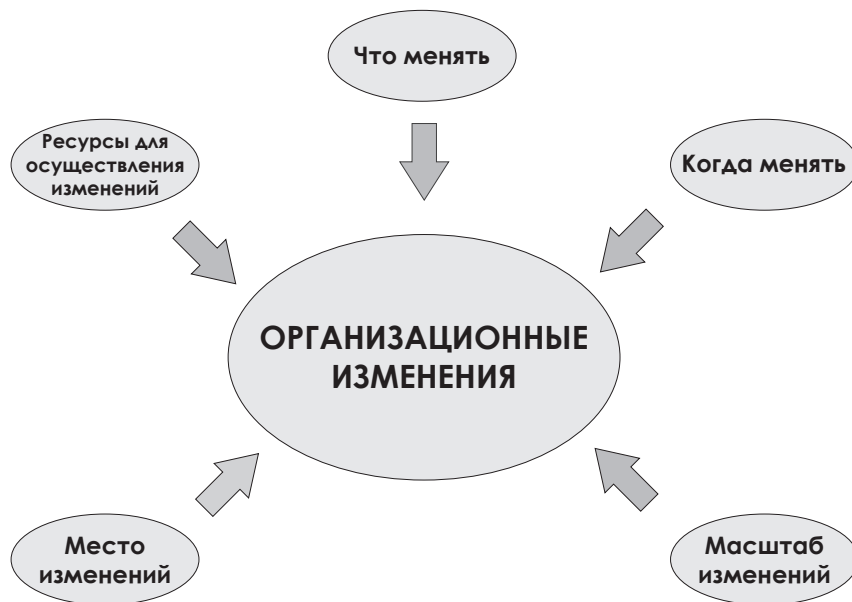 Что менять
Ресурсы для
осуществления
изменений
Когда менять
ОРГАНИЗАЦИОННЫЕ
ИЗМЕНЕНИЯ
Место
изменений
Масштаб
изменений